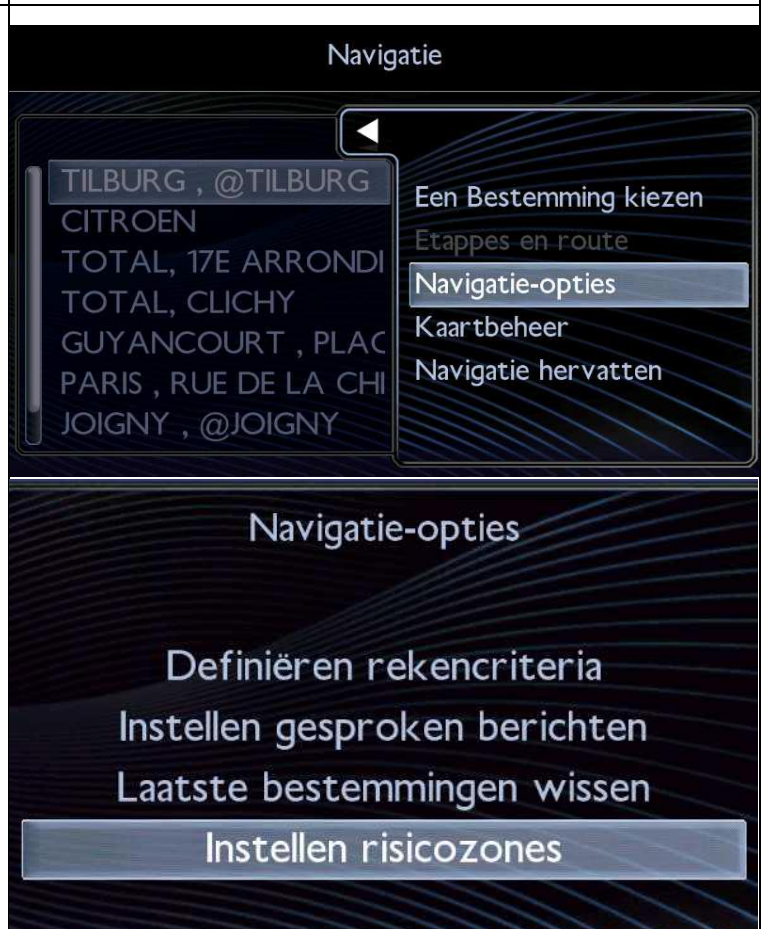 Navigatie
TILBURG , @TILBURG
CITROEN
TOTAL, 17E ARRONDI
TOTAL, CLICHY
GUYANCOURT , PLAC
PARIS , RUE DE LA CHI
JOIGNY , @JOIGNY
Een Bestemming kiezen
Etappes en route
Navigatie-opties
Kaartbeheer
Navigatie hervatten
Navigatie-opties
Definiëren rekencriteria
Instellen gesproken berichten
Laatste bestemmingen wissen
Instellen risicozones